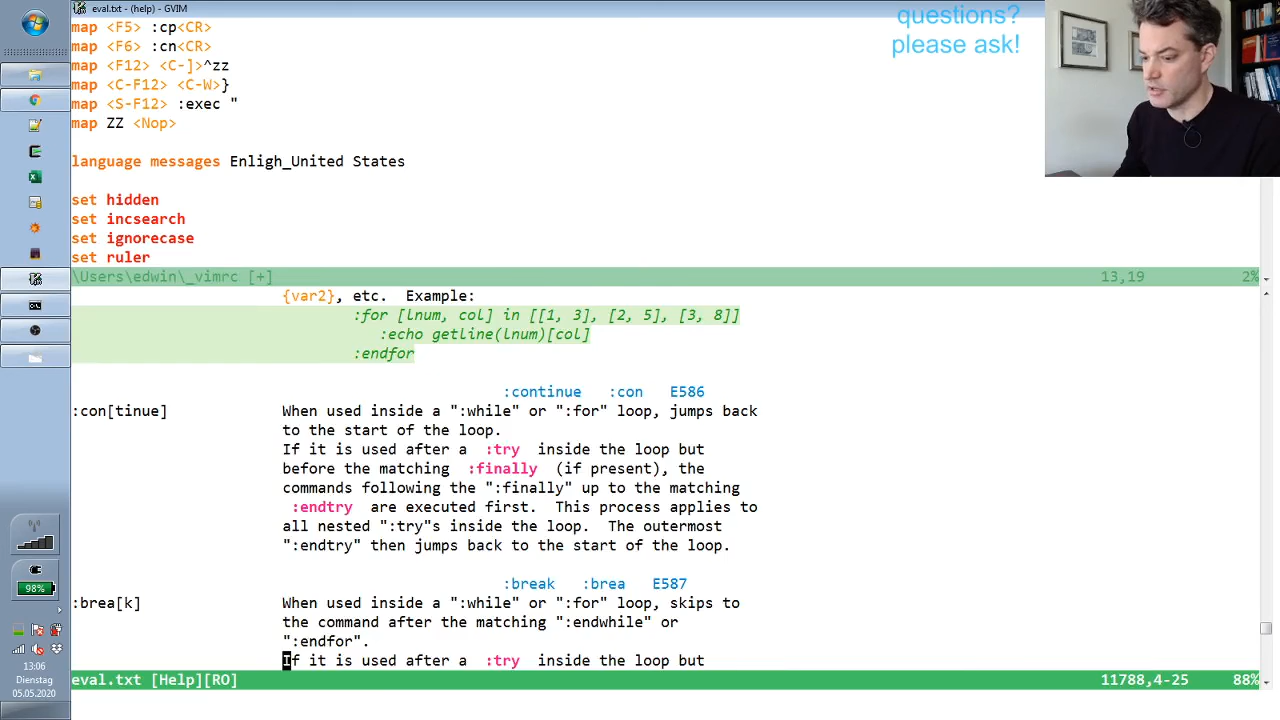 eval.txt - (help) - GVIM
questions?
please ask!
map <F5> :cp<CR>
map <F6> :cn<CR>
map <F12> <C-]>^zz
map <C-F12> <C-W>}
map <S-F12> :exec "
map ZZ <Nop>
language messages Enligh_United States
set hidden
set incsearch
set ignorecase
set ruler
\Users\edwin\_vimrc [+] 13,19 2%
{var2}, etc.  Example:
:for [lnum, col] in [[1, 3], [2, 5], [3, 8]]
:echo getline(lnum)[col]
:endfor
:continue :con E586
:con[tinue] When used inside a ":while" or ":for" loop, jumps back
to the start of the loop.
If it is used after a :try inside the loop but
before the matching :finally (if present), the
commands following the ":finally" up to the matching
:endtry are executed first.  This process applies to
all nested ":try"s inside the loop.  The outermost
":endtry" then jumps back to the start of the loop.
:break :brea E587
:brea[k] When used inside a ":while" or ":for" loop, skips to
the command after the matching ":endwhile" or
":endfor".
If it is used after a :try inside the loop but
eval.txt [Help][RO] 11788,4-25 88%
98%
13:06
Dienstag
05.05.2020